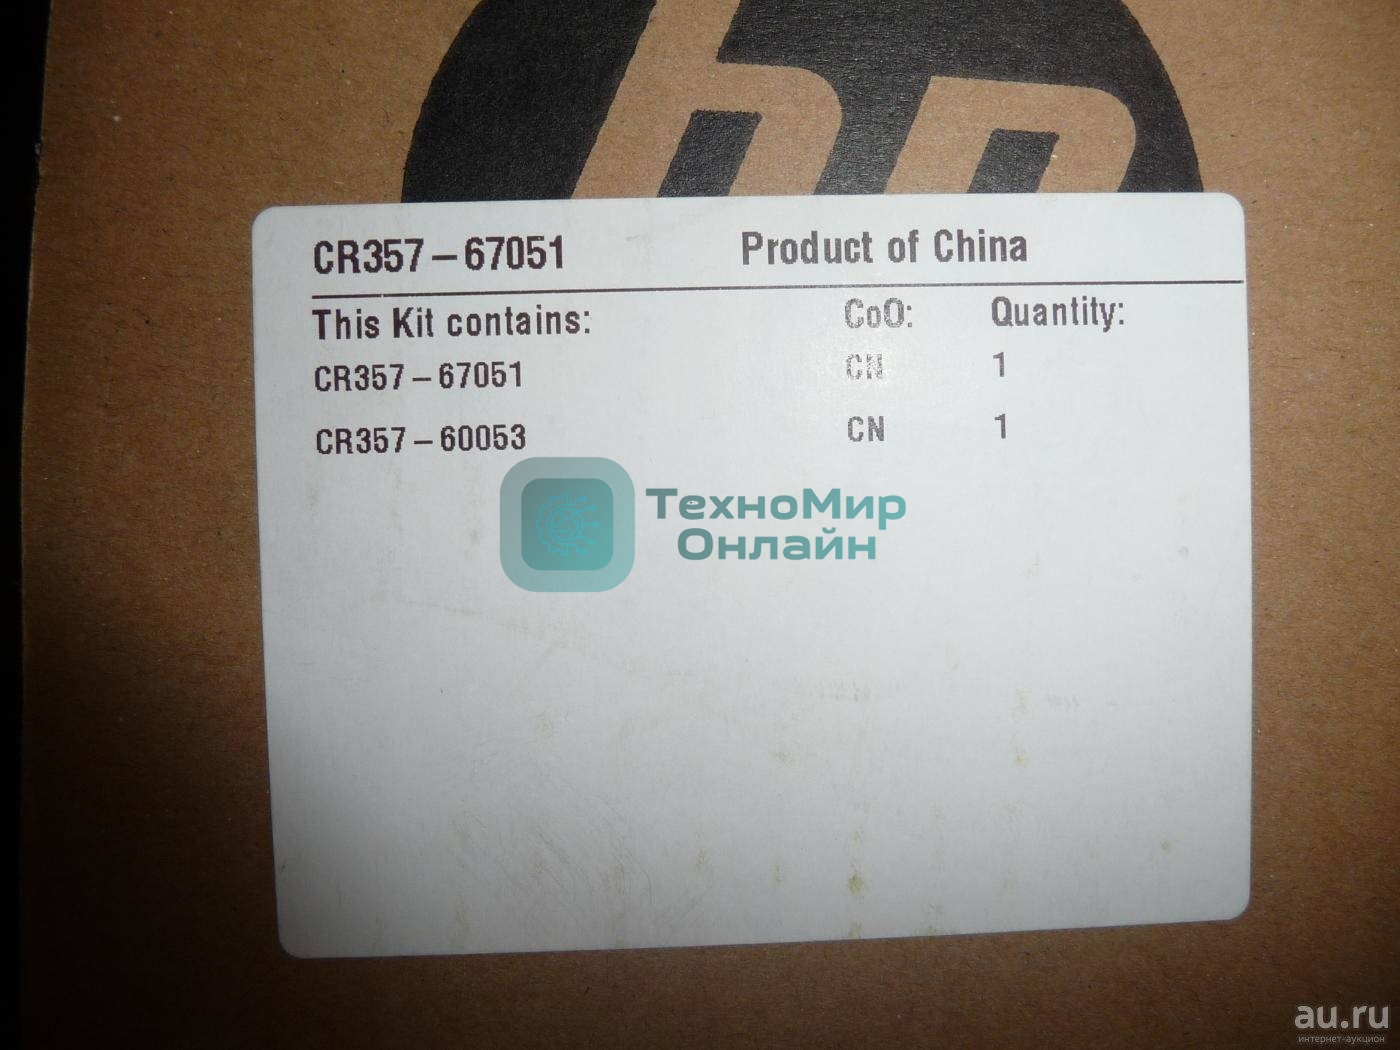 hp
CR357-67051 Product of China
This Kit contains: CoO: Quantity:
CR357-67051 CN 1
CR357-60053 CN 1
ТехноМир
Онлайн
au.ru
интернет-аукцион